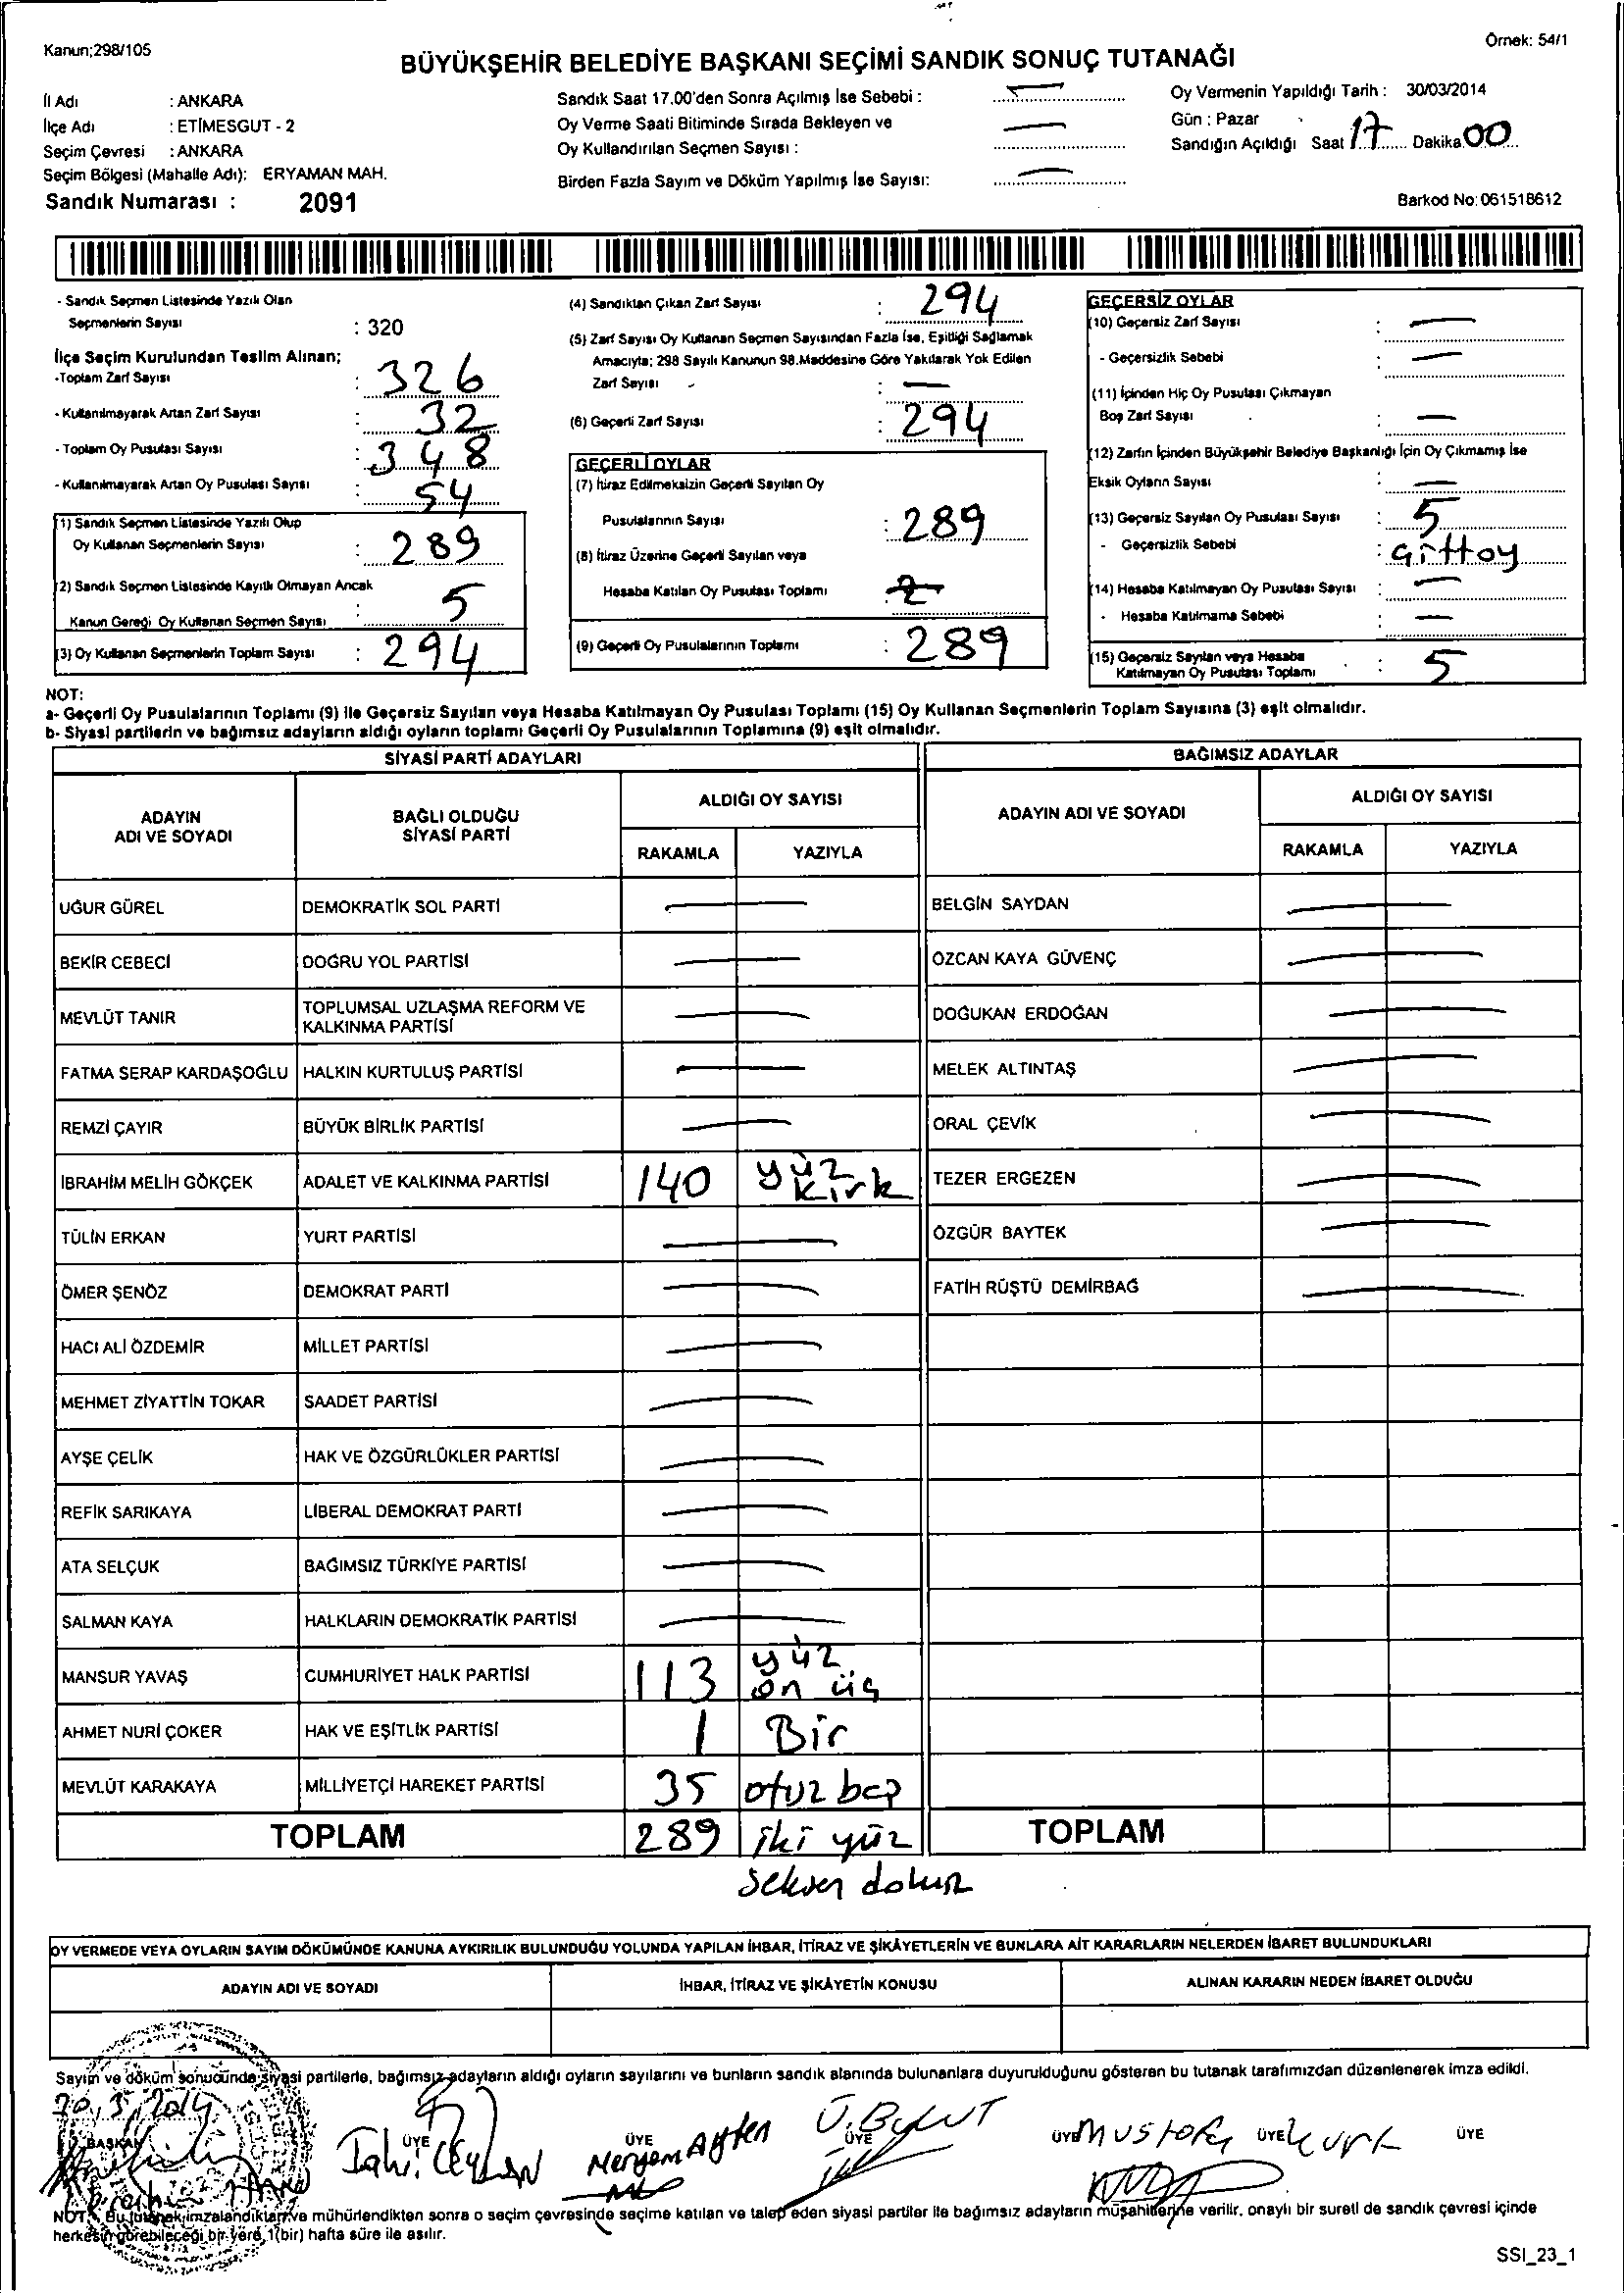 Kanun;298/105
Örnek: 54/1
BÜYÜKŞEHİR BELEDİYE BAŞKANI SEÇİMİ SANDIK SONUÇ TUTANAĞI
İl Adı : ANKARA
İlçe Adı : ETİMESGUT - 2
Seçim Çevresi : ANKARA
Seçim Bölgesi (Mahalle Adı): ERYAMAN MAH.
Sandık Numarası : 2091
Sandık Saat 17.00'den Sonra Açılmış İse Sebebi : —
Oy Verme Saati Bitiminde Sırada Bekleyen ve
Oy Kullandırılan Seçmen Sayısı : —
Birden Fazla Sayım ve Döküm Yapılmış İse Sayısı: —
Oy Vermenin Yapıldığı Tarih : 30/03/2014
Gün : Pazar
Sandığın Açıldığı Saat 17 Dakika 00
Barkod No: 061518612
- Sandık Seçmen Listesinde Yazılı Olan
Seçmenlerin Sayısı : 320
İlçe Seçim Kurulundan Teslim Alınan;
-Toplam Zarf Sayısı : 326
- Kullanılmayarak Artan Zarf Sayısı : 32
- Toplam Oy Pusulası Sayısı : 348
- Kullanılmayarak Artan Oy Pusulası Sayısı : 54
(1) Sandık Seçmen Listesinde Yazılı Olup
Oy Kullanan Seçmenlerin Sayısı : 289
(2) Sandık Seçmen Listesinde Kayıtlı Olmayan Ancak
Kanun Gereği Oy Kullanan Seçmen Sayısı : 5
(3) Oy Kullanan Seçmenlerin Toplam Sayısı : 294
(4) Sandıktan Çıkan Zarf Sayısı : 294
(5) Zarf Sayısı Oy Kullanan Seçmen Sayısından Fazla İse, Eşitliği Sağlamak
Amacıyla; 298 Sayılı Kanunun 98.Maddesine Göre Yakılarak Yok Edilen
Zarf Sayısı : —
(6) Geçerli Zarf Sayısı : 294
GEÇERLİ OYLAR
(7) İtiraz Edilmeksizin Geçerli Sayılan Oy
Pusulalarının Sayısı : 289
(8) İtiraz Üzerine Geçerli Sayılan veya
Hesaba Katılan Oy Pusulası Toplamı
(9) Geçerli Oy Pusulalarının Toplamı : 289
GEÇERSİZ OYLAR
(10) Geçersiz Zarf Sayısı : —
- Geçersizlik Sebebi : —
(11) İçinden Hiç Oy Pusulası Çıkmayan
Boş Zarf Sayısı : —
(12) Zarfın İçinden Büyükşehir Belediye Başkanlığı İçin Oy Çıkmamış İse
Eksik Oyların Sayısı : —
(13) Geçersiz Sayılan Oy Pusulası Sayısı : 5
- Geçersizlik Sebebi : Gift oy
(14) Hesaba Katılmayan Oy Pusulası Sayısı : —
- Hesaba Katılmama Sebebi : —
(15) Geçersiz Sayılan veya Hesaba
Katılmayan Oy Pusulası Toplamı : 5
NOT:
a- Geçerli Oy Pusulalarının Toplamı (9) ile Geçersiz Sayılan veya Hesaba Katılmayan Oy Pusulası Toplamı (15) Oy Kullanan Seçmenlerin Toplam Sayısına (3) eşit olmalıdır.
b- Siyasi partilerin ve bağımsız adayların aldığı oyların toplamı Geçerli Oy Pusulalarının Toplamına (9) eşit olmalıdır.
SİYASİ PARTİ ADAYLARI BAĞIMSIZ ADAYLAR
ADAYIN
ADI VE SOYADI
BAĞLI OLDUĞU
SİYASİ PARTİ
ALDIĞI OY SAYISI
RAKAMLA YAZIYLA
ADAYIN ADI VE SOYADI
ALDIĞI OY SAYISI
RAKAMLA YAZIYLA
UĞUR GÜREL DEMOKRATİK SOL PARTİ — BELGİN SAYDAN —
BEKİR CEBECİ DOĞRU YOL PARTİSİ — ÖZCAN KAYA GÜVENÇ —
MEVLÜT TANIR TOPLUMSAL UZLAŞMA REFORM VE
KALKINMA PARTİSİ — DOĞUKAN ERDOĞAN —
FATMA SERAP KARDAŞOĞLU HALKIN KURTULUŞ PARTİSİ — MELEK ALTINTAŞ —
REMZİ ÇAYIR BÜYÜK BİRLİK PARTİSİ — ORAL ÇEVİK —
İBRAHİM MELİH GÖKÇEK ADALET VE KALKINMA PARTİSİ 140 yüz kırk TEZER ERGEZEN —
TÜLİN ERKAN YURT PARTİSİ — ÖZGÜR BAYTEK —
ÖMER ŞENÖZ DEMOKRAT PARTİ — FATİH RÜŞTÜ DEMİRBAĞ —
HACI ALİ ÖZDEMİR MİLLET PARTİSİ —
MEHMET ZİYATTİN TOKAR SAADET PARTİSİ —
AYŞE ÇELİK HAK VE ÖZGÜRLÜKLER PARTİSİ —
REFİK SARIKAYA LİBERAL DEMOKRAT PARTİ —
ATA SELÇUK BAĞIMSIZ TÜRKİYE PARTİSİ —
SALMAN KAYA HALKLARIN DEMOKRATİK PARTİSİ —
MANSUR YAVAŞ CUMHURİYET HALK PARTİSİ 113 yüz on üç
AHMET NURİ ÇOKER HAK VE EŞİTLİK PARTİSİ 1 Bir
MEVLÜT KARAKAYA MİLLİYETÇİ HAREKET PARTİSİ 35 otuz beş
TOPLAM 289 iki yüz TOPLAM
seksen dokuz
OY VERMEDE VEYA OYLARIN SAYIM DÖKÜMÜNDE KANUNA AYKIRILIK BULUNDUĞU YOLUNDA YAPILAN İHBAR, İTİRAZ VE ŞİKÂYETLERİN VE BUNLARA AİT KARARLARIN NELERDEN İBARET BULUNDUKLARI
ADAYIN ADI VE SOYADI İHBAR, İTİRAZ VE ŞİKÂYETİN KONUSU ALINAN KARARIN NEDEN İBARET OLDUĞU
Sayım ve döküm sonucunda siyasi partilerle, bağımsız adayların aldığı oyların sayılarını ve bunların sandık alanında bulunanlara duyurulduğunu gösteren bu tutanak tarafımızdan düzenlenerek imza edildi.
30,3,2014
BAŞKAN ÜYE ÜYE ÜYE ÜYE ÜYE ÜYE
Meryem Ayten Ü.Bulut Mustafa
NOT: Bu tutanak imzalandıktan ve mühürlendikten sonra o seçim çevresinde seçime katılan ve talep eden siyasi partiler ile bağımsız adayların müşahitlerine verilir, onaylı bir sureti de sandık çevresi içinde
herkesin görebileceği bir yere 1(bir) hafta süre ile asılır.
SSI_23_1